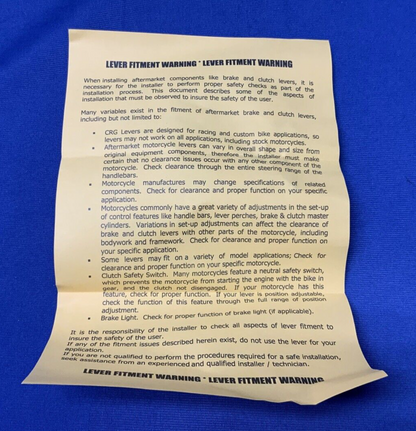 LEVER FITMENT WARNING * LEVER FITMENT WARNING
When installing aftermarket components like brake and clutch levers, it is
necessary for the installer to perform proper safety checks as part of the
installation process. This document describes some of the aspects of
installation that must be observed to insure the safety of the user.
Many variables exist in the fitment of aftermarket brake and clutch levers,
including but not limited to:
• CRG Levers are designed for racing and custom bike applications, so
levers may not work on all applications, including stock motorcycles.
• Aftermarket motorcycle levers can vary in overall shape and size from
original equipment components, therefore the installer must make
certain that no clearance issues occur with any other component of the
motorcycle. Check clearance through the entire steering range of the
handlebars.
• Motorcycle manufactures may change specifications of related
components. Check for clearance and proper function on your specific
application.
• Motorcycles commonly have a great variety of adjustments in the set-up
of control features like handle bars, lever perches, brake & clutch master
cylinders. Variations in set-up adjustments can affect the clearance of
brake and clutch levers with other parts of the motorcycle, including
bodywork and framework. Check for clearance and proper function on
your specific application.
• Some levers may fit on a variety of model applications; Check for
clearance and proper function on your specific motorcycle.
• Clutch Safety Switch. Many motorcycles feature a neutral safety switch,
which prevents the motorcycle from starting the engine with the bike in
gear, and the clutch not disengaged. If your motorcycle has this
feature, check for proper function. If your lever is position adjustable,
check the function of this feature through the full range of position
adjustment.
• Brake Light. Check for proper function of brake light (if applicable).
It is the responsibility of the installer to check all aspects of lever fitment to
insure the safety of the user.
If any of the fitment issues described herein exist, do not use the lever for your
application.
If you are not qualified to perform the procedures required for a safe installation,
seek assistance from an experienced and qualified installer / technician.
LEVER FITMENT WARNING * LEVER FITMENT WARNING